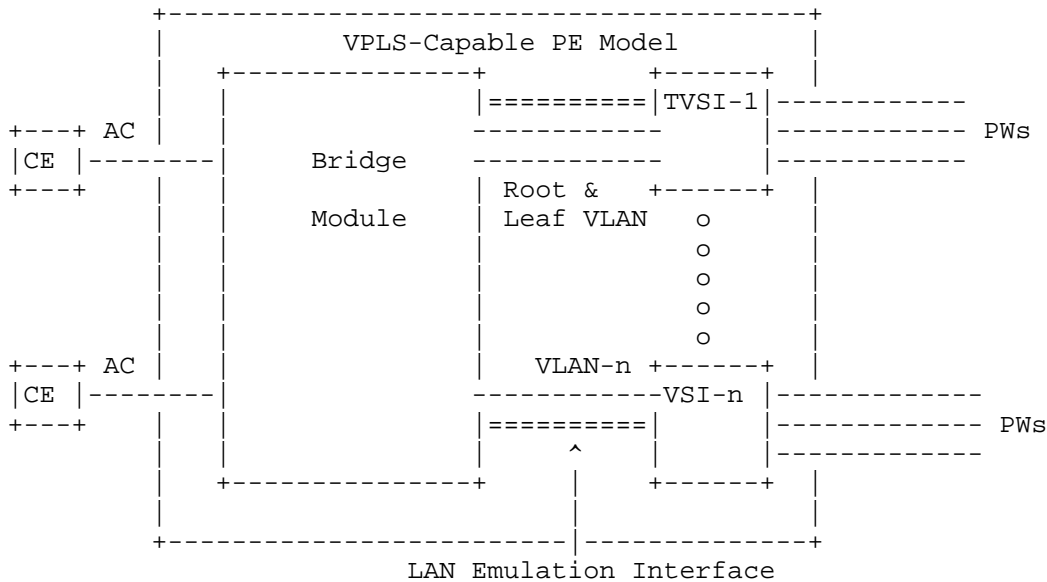 VPLS-Capable PE Model
TVSI-1
AC
PWs
CE
Bridge
Root &
Module
Leaf VLAN
o
o
o
o
o
AC
VLAN-n
CE
VSI-n
PWs
LAN Emulation Interface